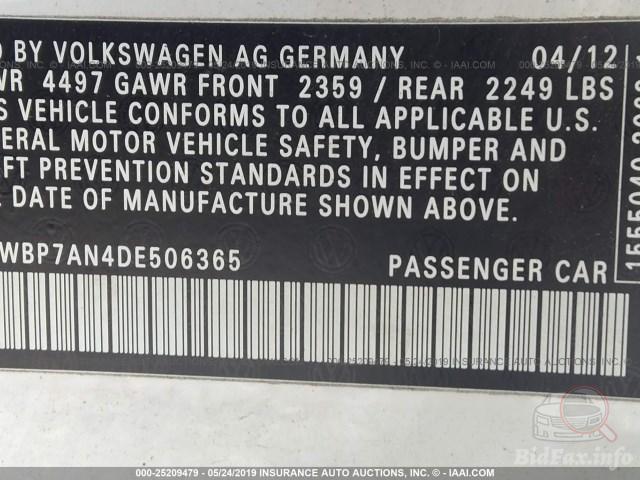 D BY VOLKSWAGEN AG GERMANY 04/12
WR 4497 GAWR FRONT 2359 / REAR 2249 LBS
S VEHICLE CONFORMS TO ALL APPLICABLE U.S.
ERAL MOTOR VEHICLE SAFETY, BUMPER AND
FT PREVENTION STANDARDS IN EFFECT ON
DATE OF MANUFACTURE SHOWN ABOVE.
WBP7AN4DE506365 PASSENGER CAR
000-25209479 - 05/24/2019 INSURANCE AUTO AUCTIONS, INC. - © IAAI.COM
BidFax.info